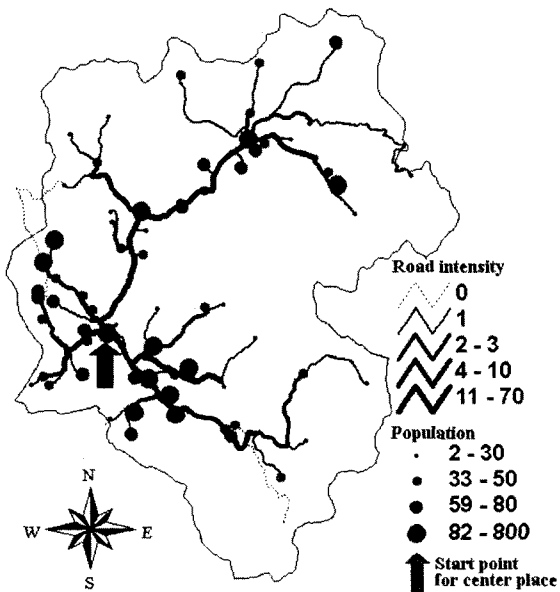 Road intensity
0
1
2 - 3
4 - 10
11 - 70
Population
2 - 30
33 - 50
59 - 80
82 - 800
Start point
for center place
N
W
E
S